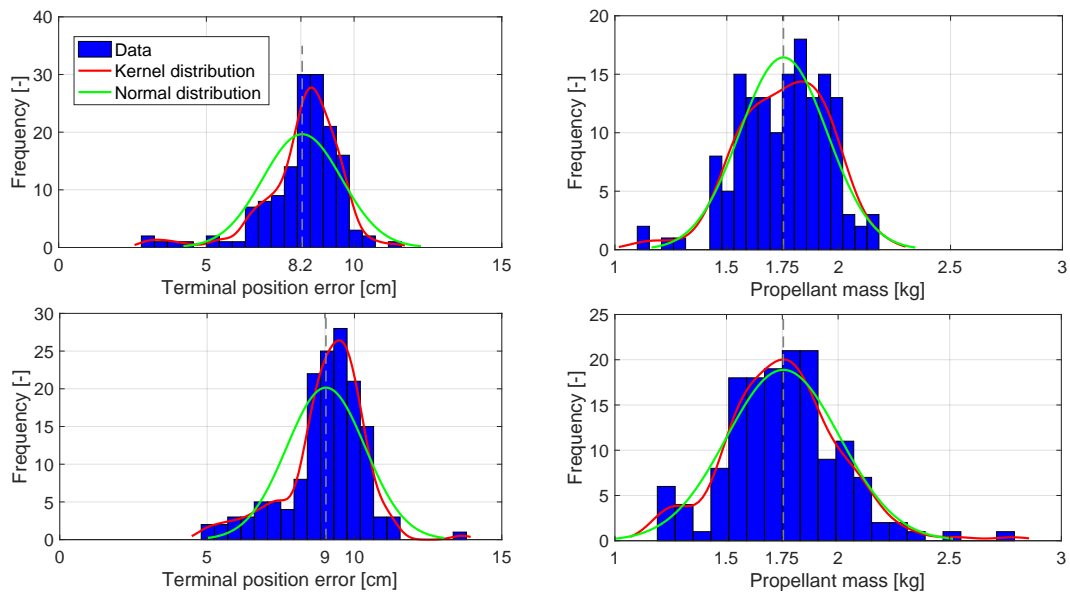 40
30
20
10
0
Frequency [-]
Data
Kernel distribution
Normal distribution
0 5 8.2 10 15
Terminal position error [cm]
20
15
10
5
0
Frequency [-]
1 1.5 1.75 2 2.5 3
Propellant mass [kg]
30
25
20
15
10
5
0
Frequency [-]
0 5 9 10 15
Terminal position error [cm]
25
20
15
10
5
0
Frequency [-]
1 1.5 1.75 2 2.5 3
Propellant mass [kg]